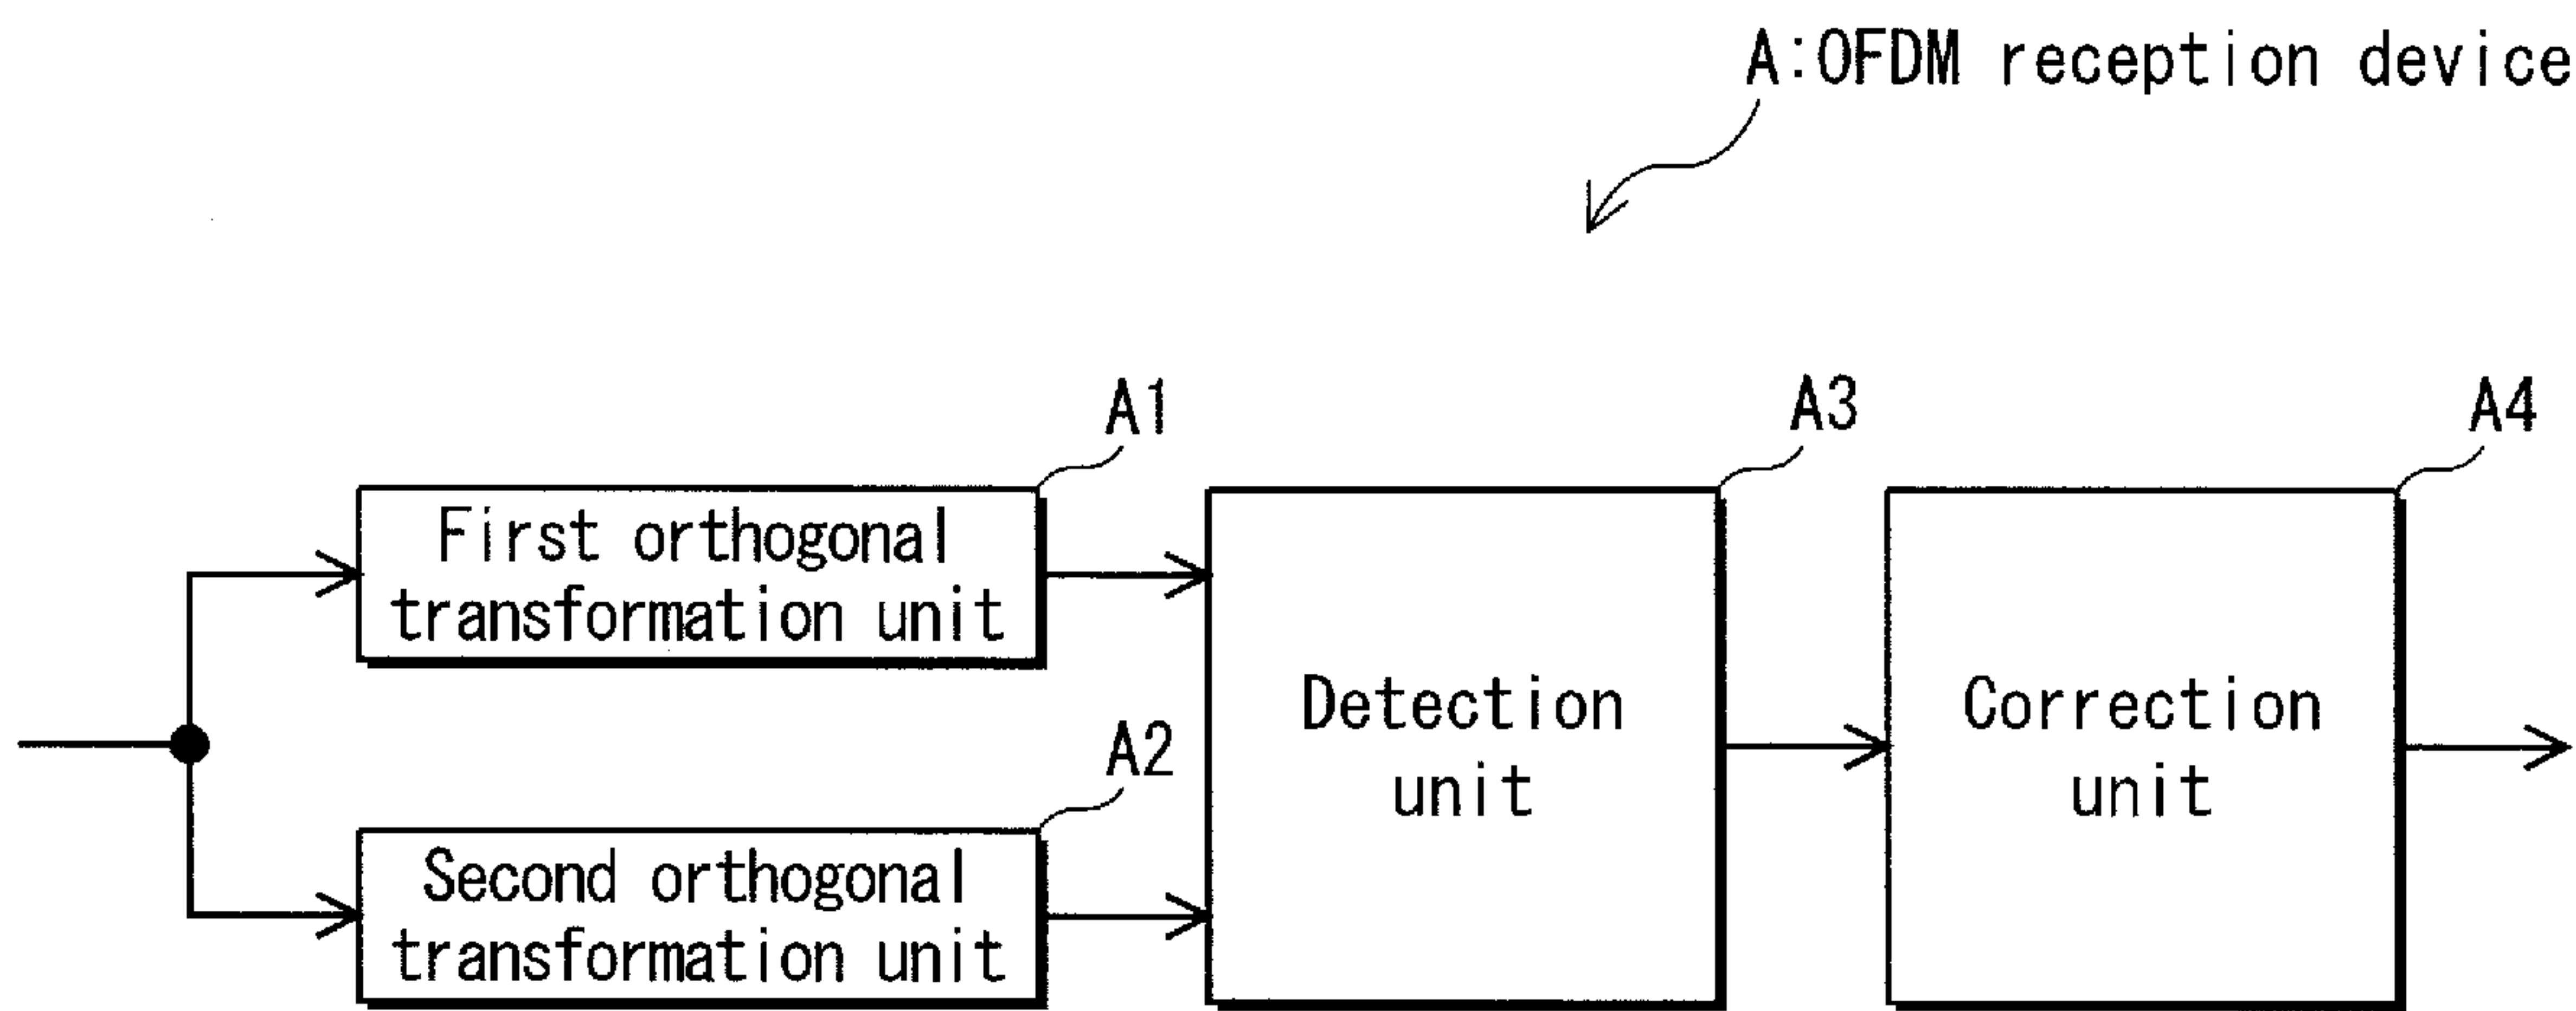 A:OFDM reception device
A1
A3
A4
First orthogonal
transformation unit
Detection
unit
Correction
unit
A2
Second orthogonal
transformation unit